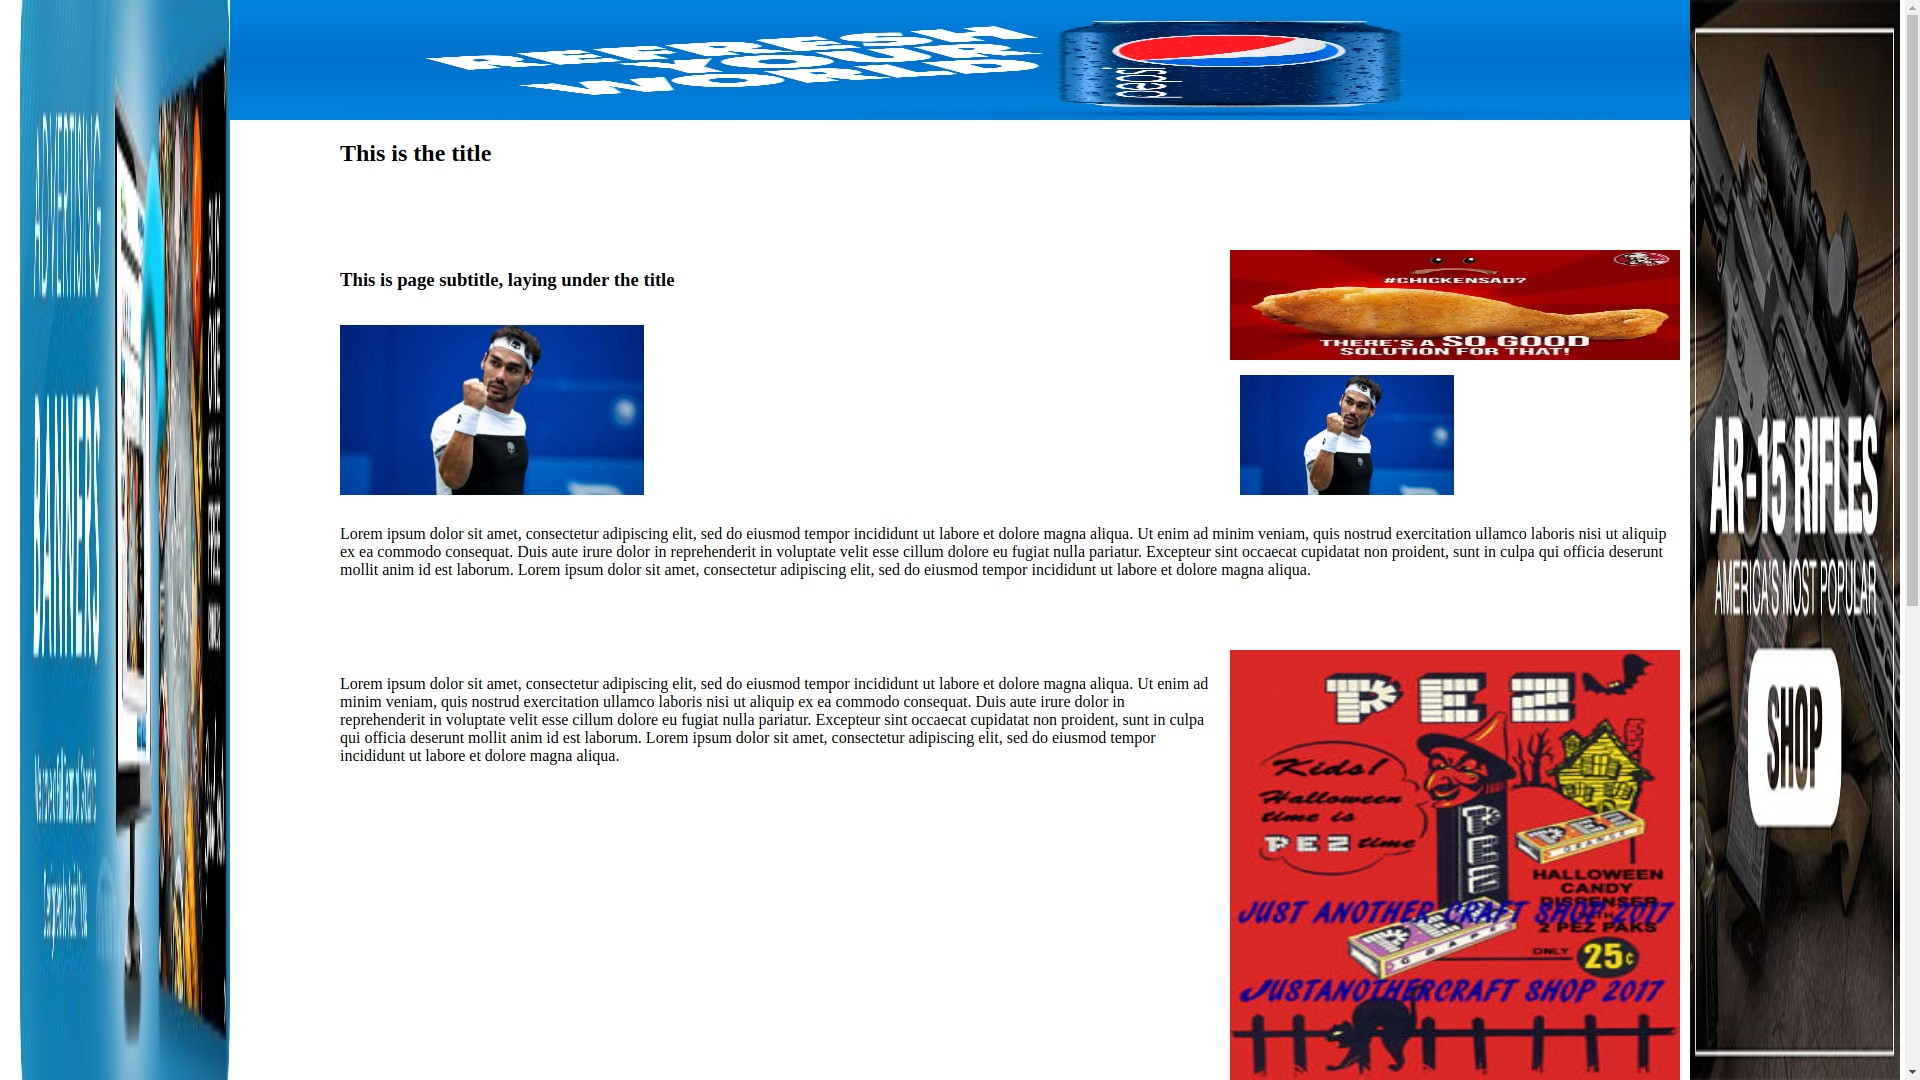 REFRESH
YOUR
WORLD
pepsi
This is the title
This is page subtitle, laying under the title
#CHICKENSAD?
THERE'S A SO GOOD
SOLUTION FOR THAT!
Lorem ipsum dolor sit amet, consectetur adipiscing elit, sed do eiusmod tempor incididunt ut labore et dolore magna aliqua. Ut enim ad minim veniam, quis nostrud exercitation ullamco laboris nisi ut aliquip
ex ea commodo consequat. Duis aute irure dolor in reprehenderit in voluptate velit esse cillum dolore eu fugiat nulla pariatur. Excepteur sint occaecat cupidatat non proident, sunt in culpa qui officia deserunt
mollit anim id est laborum. Lorem ipsum dolor sit amet, consectetur adipiscing elit, sed do eiusmod tempor incididunt ut labore et dolore magna aliqua.
Lorem ipsum dolor sit amet, consectetur adipiscing elit, sed do eiusmod tempor incididunt ut labore et dolore magna aliqua. Ut enim ad
minim veniam, quis nostrud exercitation ullamco laboris nisi ut aliquip ex ea commodo consequat. Duis aute irure dolor in
reprehenderit in voluptate velit esse cillum dolore eu fugiat nulla pariatur. Excepteur sint occaecat cupidatat non proident, sunt in culpa
qui officia deserunt mollit anim id est laborum. Lorem ipsum dolor sit amet, consectetur adipiscing elit, sed do eiusmod tempor
incididunt ut labore et dolore magna aliqua.
PEZ
Kids!
Halloween
time is
PEZ time
PEZ
PEZ
ORANGE
HALLOWEEN
CANDY
DISPENSER
WITH
2 PEZ PAKS
ONLY 25¢
PEZ
GRAPE
JUST ANOTHER CRAFT SHOP 2017
JUSTANOTHERCRAFT SHOP 2017
ADVERTISING
BANNERS
AR-15 RIFLES
AMERICA'S MOST POPULAR
SHOP